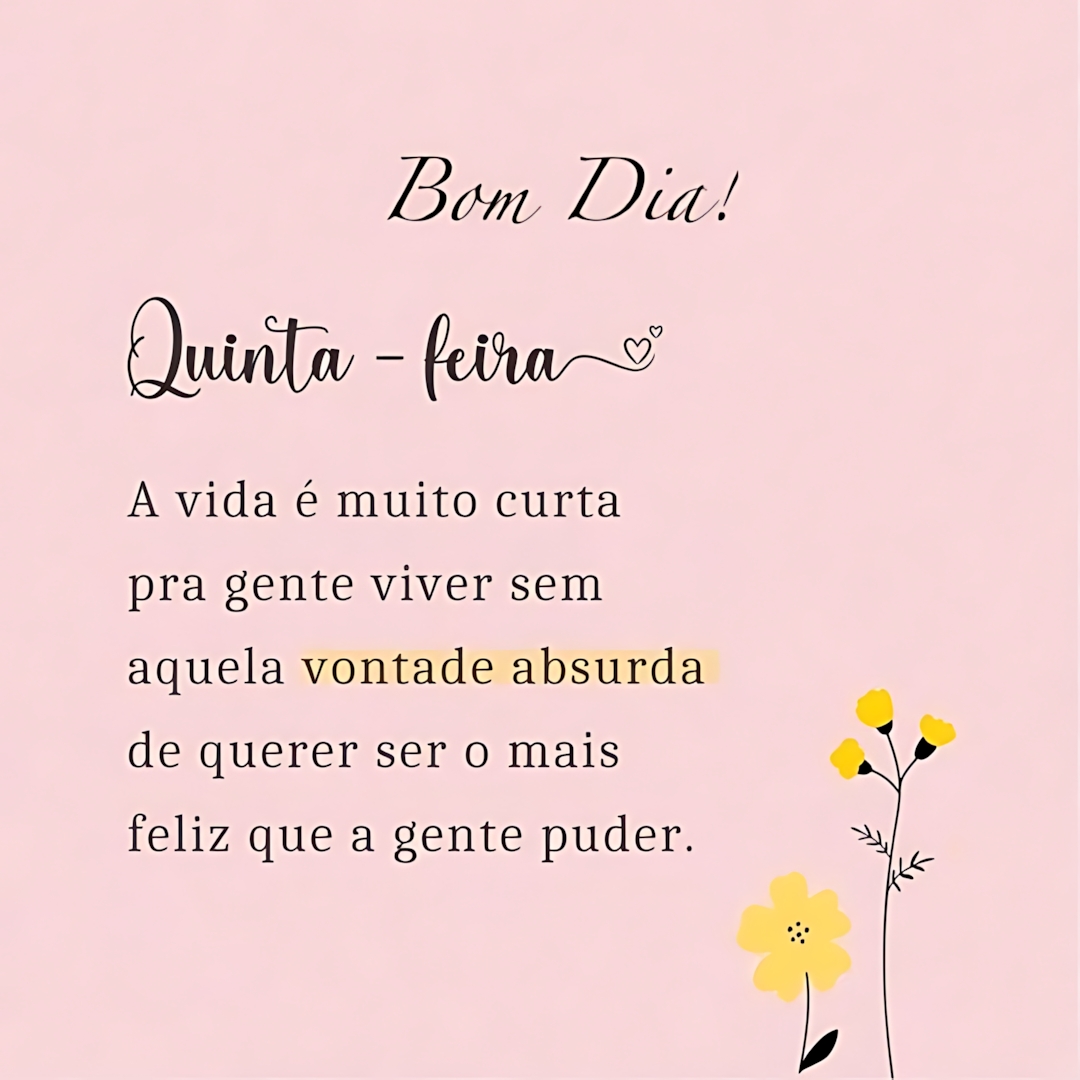 Bom Dia!
Quinta - feira
A vida é muito curta
pra gente viver sem
aquela vontade absurda
de querer ser o mais
feliz que a gente puder.